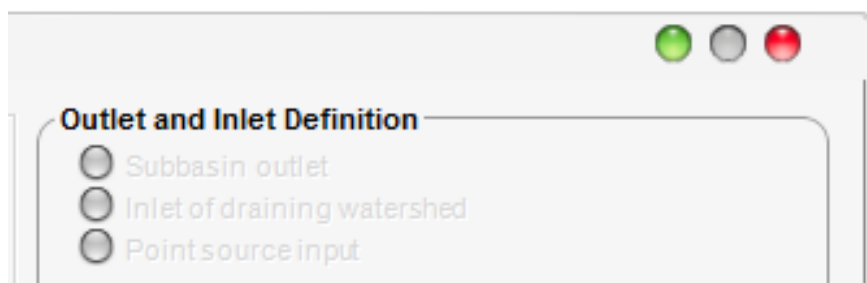 Outlet and Inlet Definition
Subbasin outlet
Inlet of draining watershed
Point source input